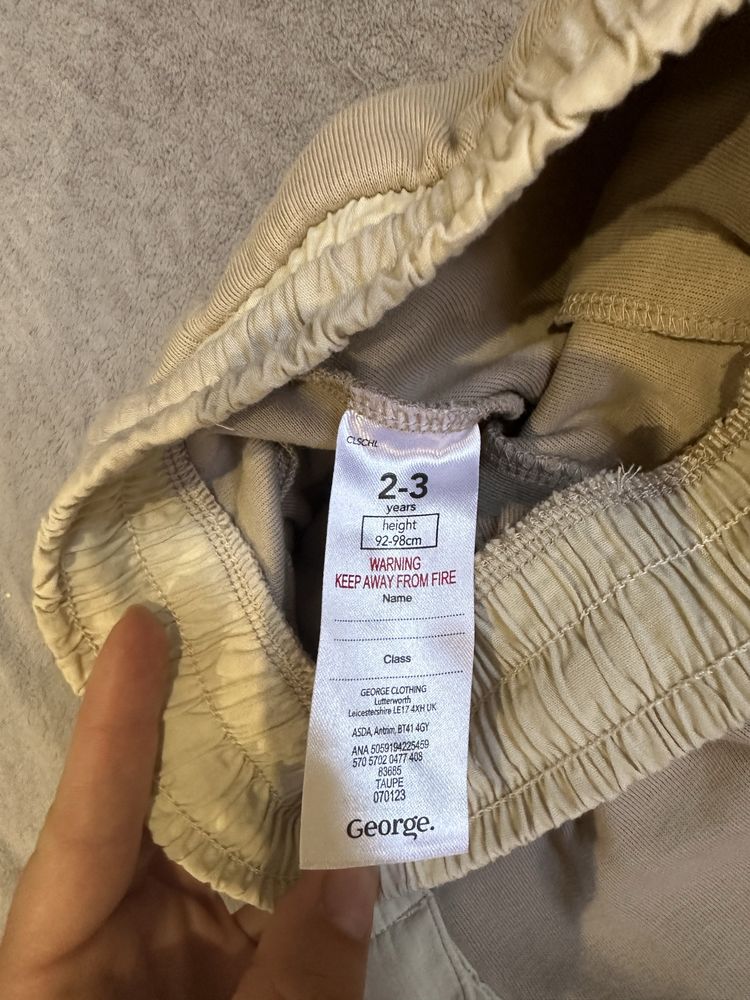 CLSCHL
2-3
years
height
92-98cm
WARNING
KEEP AWAY FROM FIRE
Name
Class
GEORGE CLOTHING
Lutterworth
Leicestershire LE17 4XH UK
ASDA, Antrim, BT41 4GY
ANA 5059194225459
570 5702 0477 408
83685
TAUPE
070123
George.